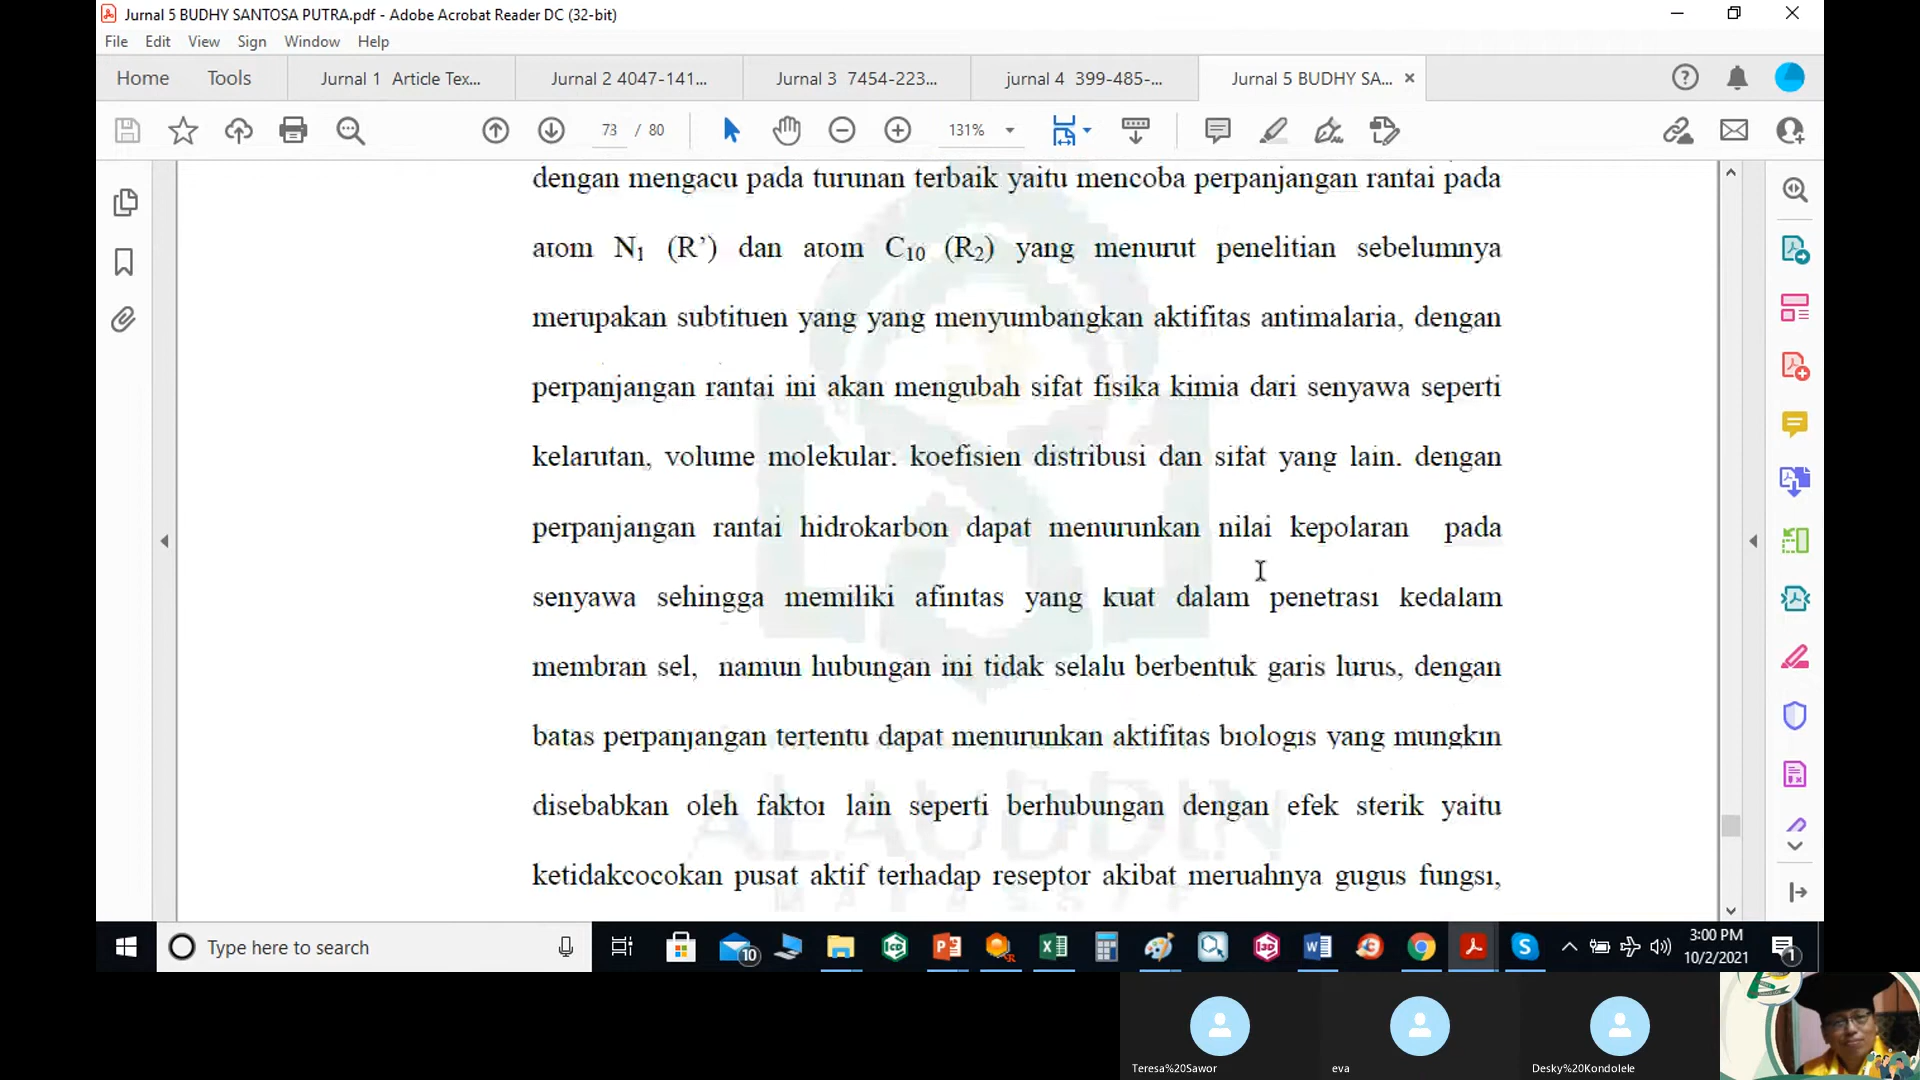 Jurnal 5 BUDHY SANTOSA PUTRA.pdf - Adobe Acrobat Reader DC (32-bit)
File Edit View Sign Window Help
Home Tools Jurnal 1 Article Tex... Jurnal 2 4047-141... Jurnal 3 7454-223... jurnal 4 399-485-... Jurnal 5 BUDHY SA...
73 / 80 131%
dengan mengacu pada turunan terbaik yaitu mencoba perpanjangan rantai pada
atom N1 (R’) dan atom C10 (R2) yang menurut penelitian sebelumnya
merupakan subtituen yang yang menyumbangkan aktifitas antimalaria, dengan
perpanjangan rantai ini akan mengubah sifat fisika kimia dari senyawa seperti
kelarutan, volume molekular. koefisien distribusi dan sifat yang lain. dengan
perpanjangan rantai hidrokarbon dapat menurunkan nilai kepolaran pada
senyawa sehingga memiliki afinitas yang kuat dalam penetrasi kedalam
membran sel, namun hubungan ini tidak selalu berbentuk garis lurus, dengan
batas perpanjangan tertentu dapat menurunkan aktifitas biologis yang mungkin
disebabkan oleh faktor lain seperti berhubungan dengan efek sterik yaitu
ketidakcocokan pusat aktif terhadap reseptor akibat meruahnya gugus fungsi,
ALAUDDIN
Type here to search
10
3:00 PM
10/2/2021
1
Teresa%20Sawor eva Desky%20Kondolele